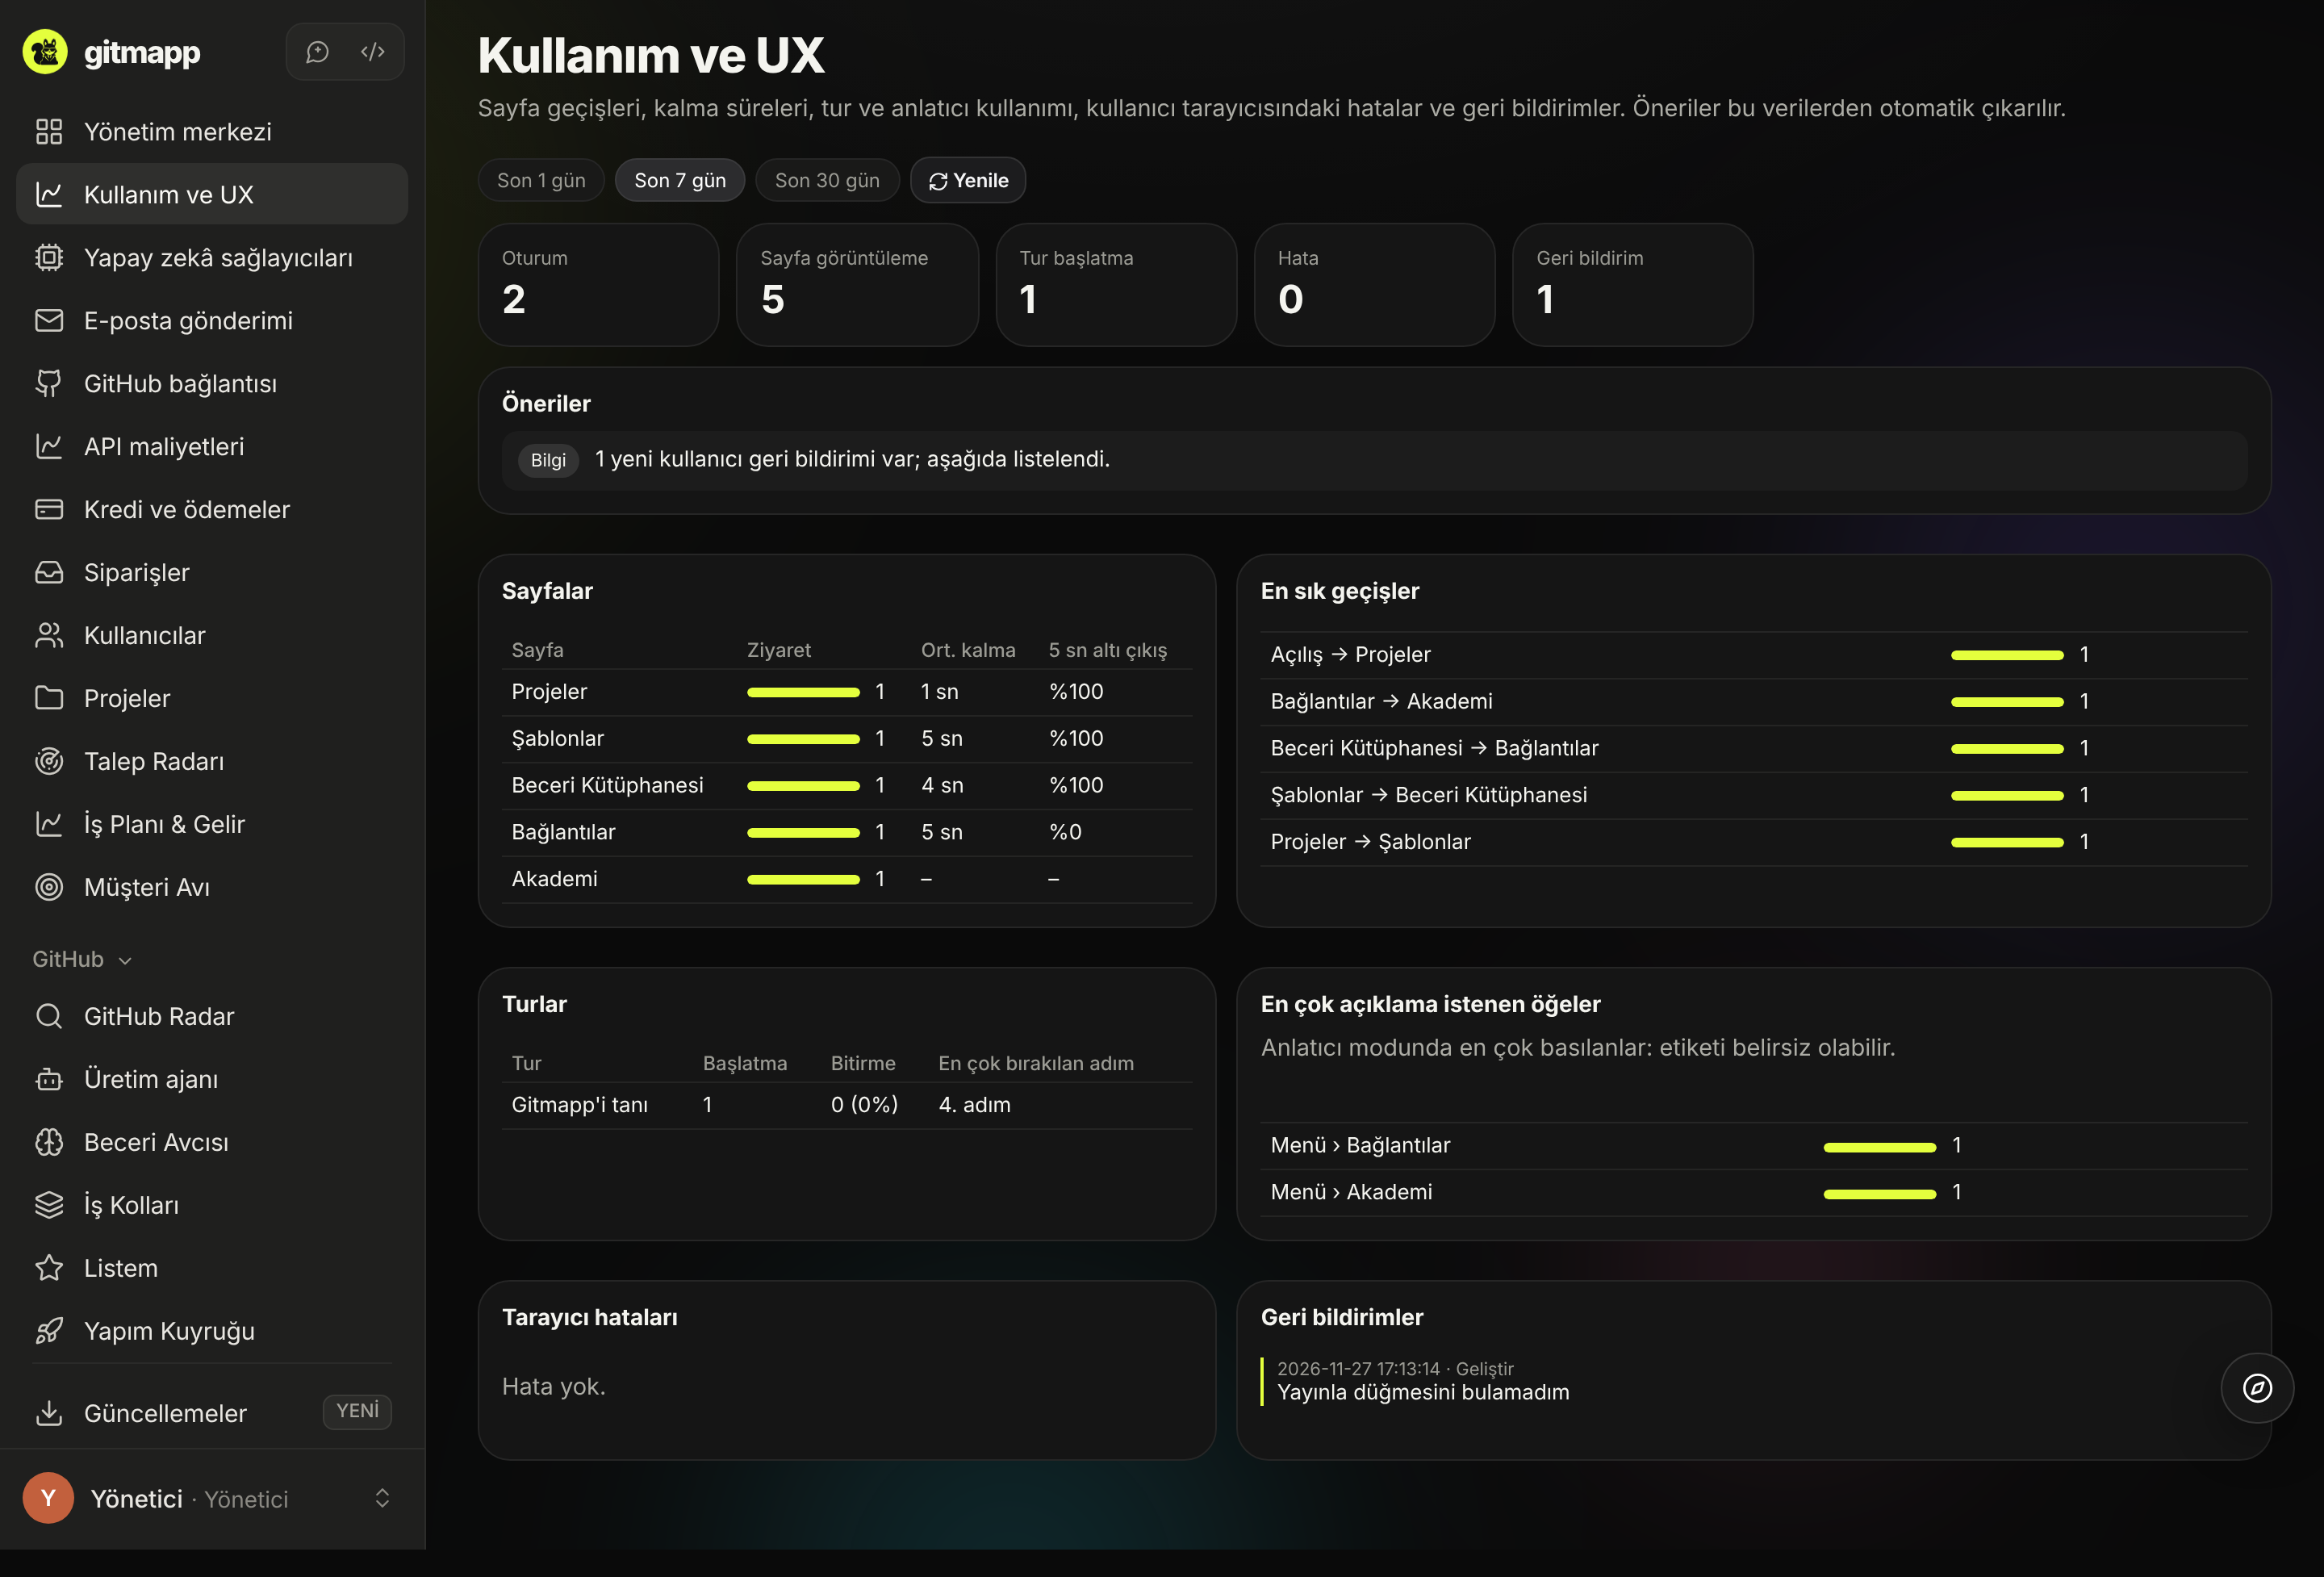 gitmapp
Yönetim merkezi
Kullanım ve UX
Yapay zekâ sağlayıcıları
E-posta gönderimi
GitHub bağlantısı
API maliyetleri
Kredi ve ödemeler
Siparişler
Kullanıcılar
Projeler
Talep Radarı
İş Planı & Gelir
Müşteri Avı
GitHub
GitHub Radar
Üretim ajanı
Beceri Avcısı
İş Kolları
Listem
Yapım Kuyruğu
Güncellemeler YENİ
Y Yönetici · Yönetici
Kullanım ve UX
Sayfa geçişleri, kalma süreleri, tur ve anlatıcı kullanımı, kullanıcı tarayıcısındaki hatalar ve geri bildirimler. Öneriler bu verilerden otomatik çıkarılır.
Son 1 gün Son 7 gün Son 30 gün Yenile
Oturum Sayfa görüntüleme Tur başlatma Hata Geri bildirim
2 5 1 0 1
Öneriler
Bilgi 1 yeni kullanıcı geri bildirimi var; aşağıda listelendi.
Sayfalar
Sayfa Ziyaret Ort. kalma 5 sn altı çıkış
Projeler 1 1 sn %100
Şablonlar 1 5 sn %100
Beceri Kütüphanesi 1 4 sn %100
Bağlantılar 1 5 sn %0
Akademi 1 – –
En sık geçişler
Açılış → Projeler 1
Bağlantılar → Akademi 1
Beceri Kütüphanesi → Bağlantılar 1
Şablonlar → Beceri Kütüphanesi 1
Projeler → Şablonlar 1
Turlar
Tur Başlatma Bitirme En çok bırakılan adım
Gitmapp'i tanı 1 0 (0%) 4. adım
En çok açıklama istenen öğeler
Anlatıcı modunda en çok basılanlar: etiketi belirsiz olabilir.
Menü › Bağlantılar 1
Menü › Akademi 1
Tarayıcı hataları
Hata yok.
Geri bildirimler
2026-11-27 17:13:14 · Geliştir
Yayınla düğmesini bulamadım